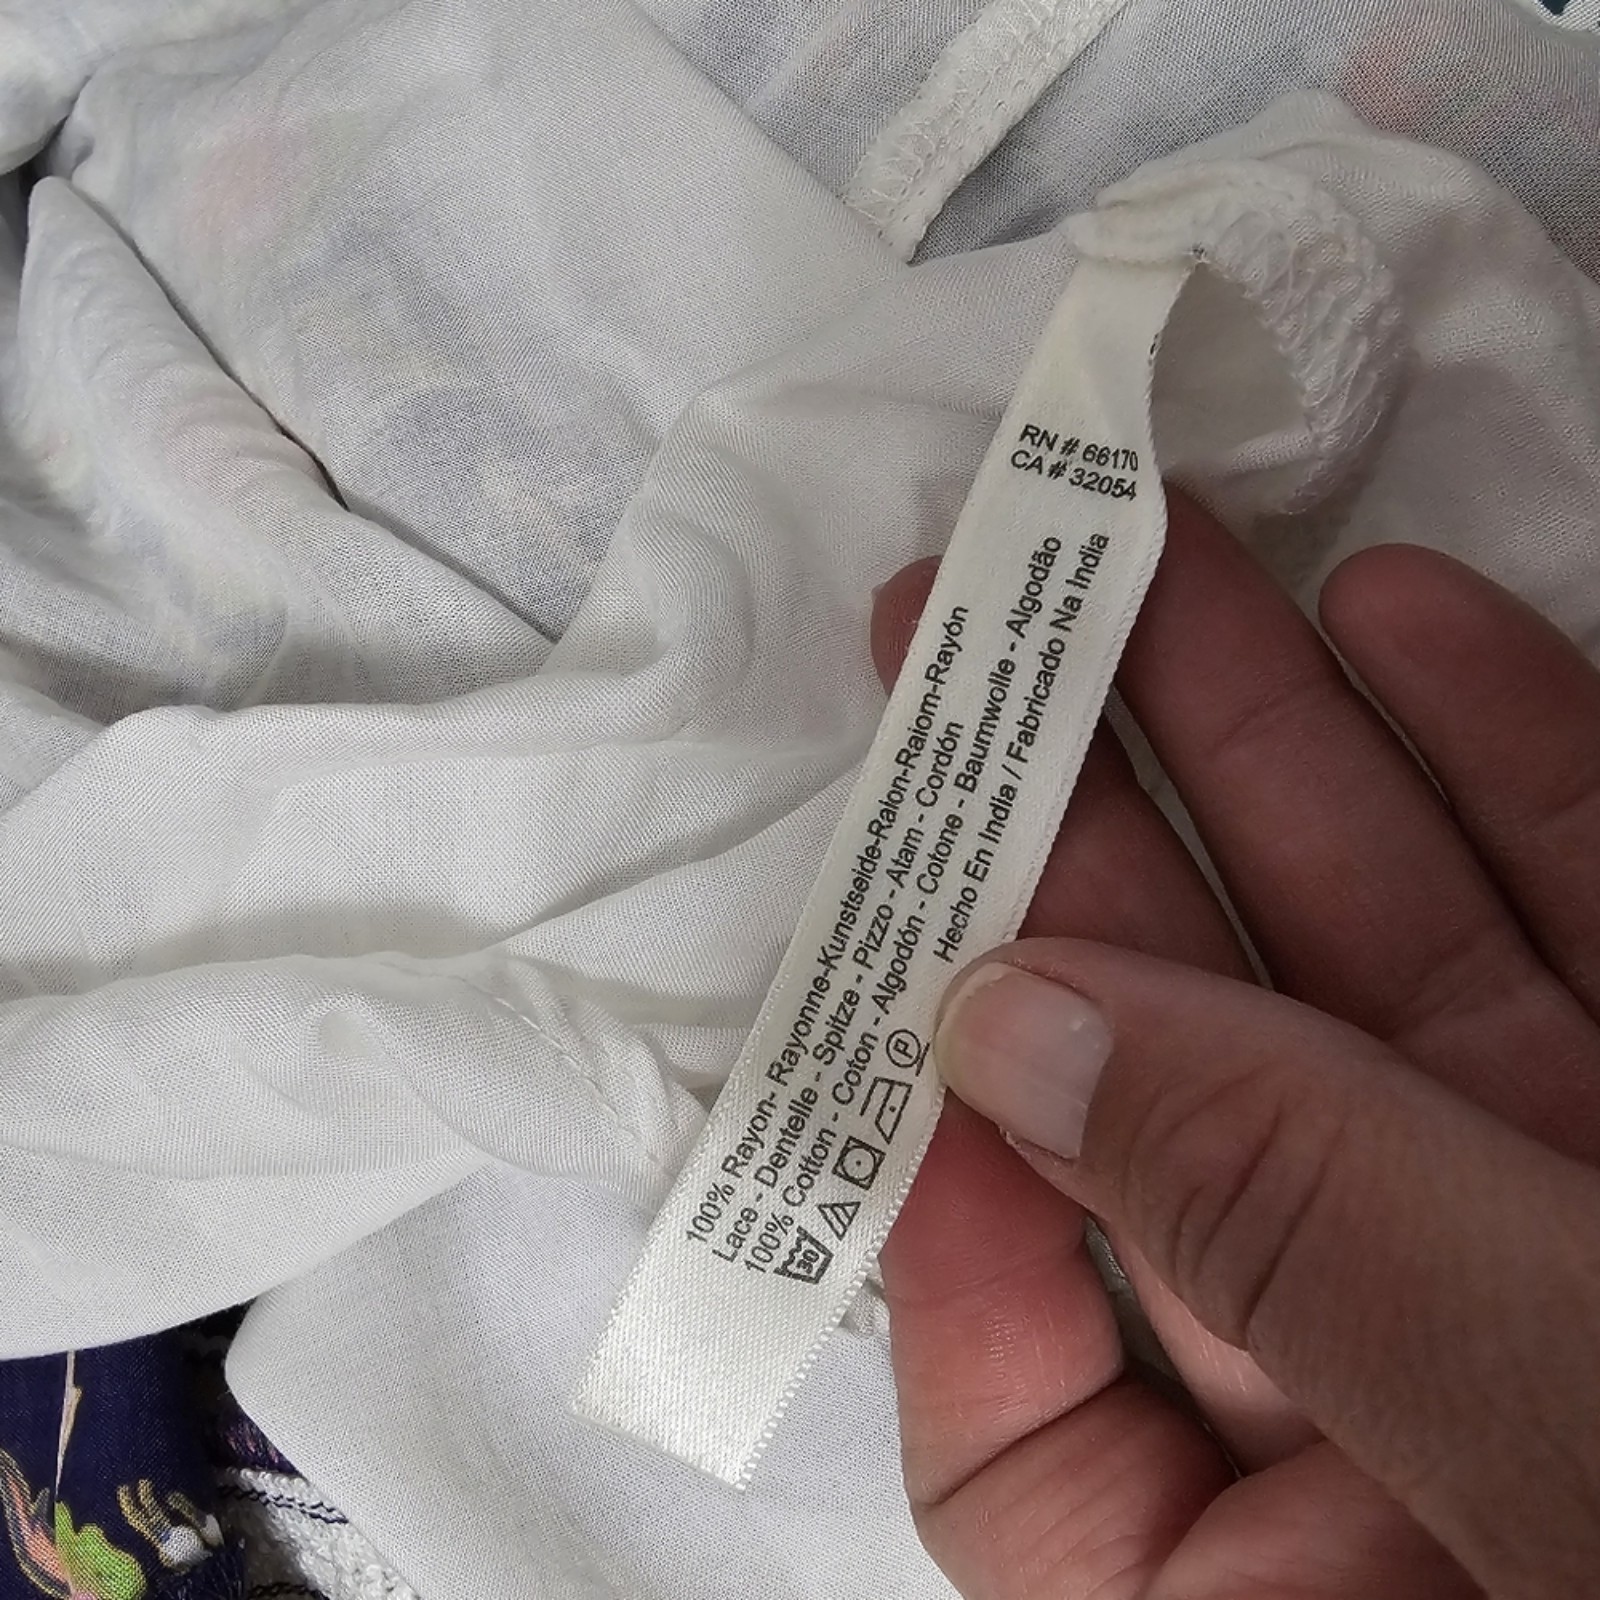 RN # 66170
CA # 32054
100% Rayon- Rayonne-Kunstseide-Raion-Raiom-Rayón
Lace - Dentelle - Spitze - Pizzo - Atam - Cordón
100% Cotton - Coton - Algodón - Cotone - Baumwolle - Algodão
30 P
Hecho En India / Fabricado Na India